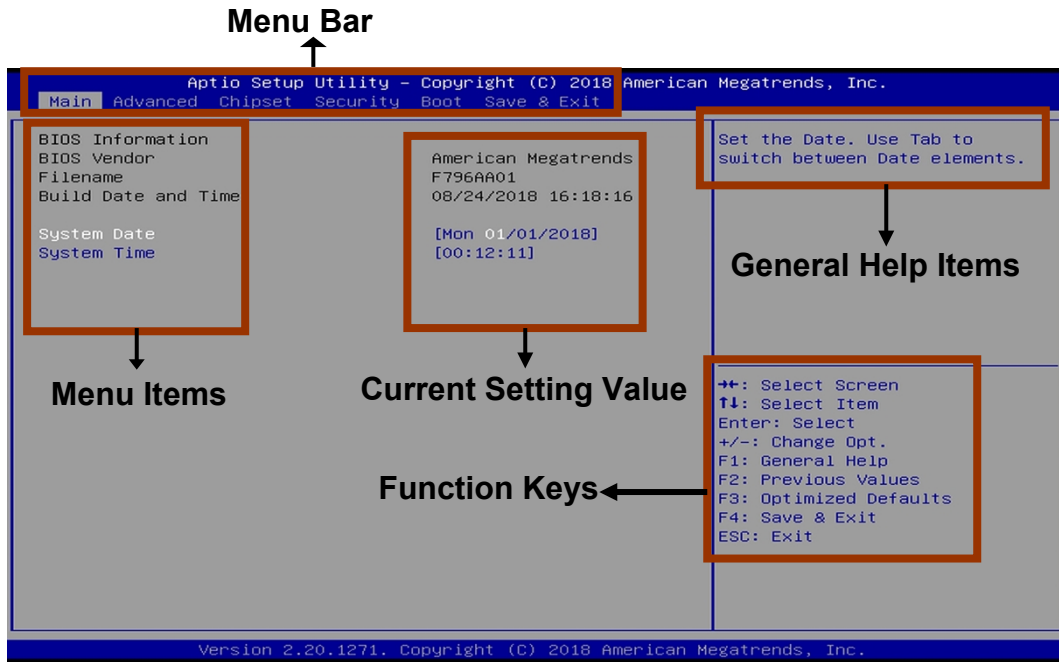 Menu Bar
Aptio Setup Utility – Copyright (C) 2018 American Megatrends, Inc.
Main Advanced Chipset Security Boot Save & Exit
BIOS Information
BIOS Vendor American Megatrends
Filename F796AA01
Build Date and Time 08/24/2018 16:18:16
System Date [Mon 01/01/2018]
System Time [00:12:11]
Set the Date. Use Tab to
switch between Date elements.
General Help Items
Menu Items
Current Setting Value
→←: Select Screen
↑↓: Select Item
Enter: Select
+/-: Change Opt.
F1: General Help
F2: Previous Values
F3: Optimized Defaults
F4: Save & Exit
ESC: Exit
Function Keys
Version 2.20.1271. Copyright (C) 2018 American Megatrends, Inc.